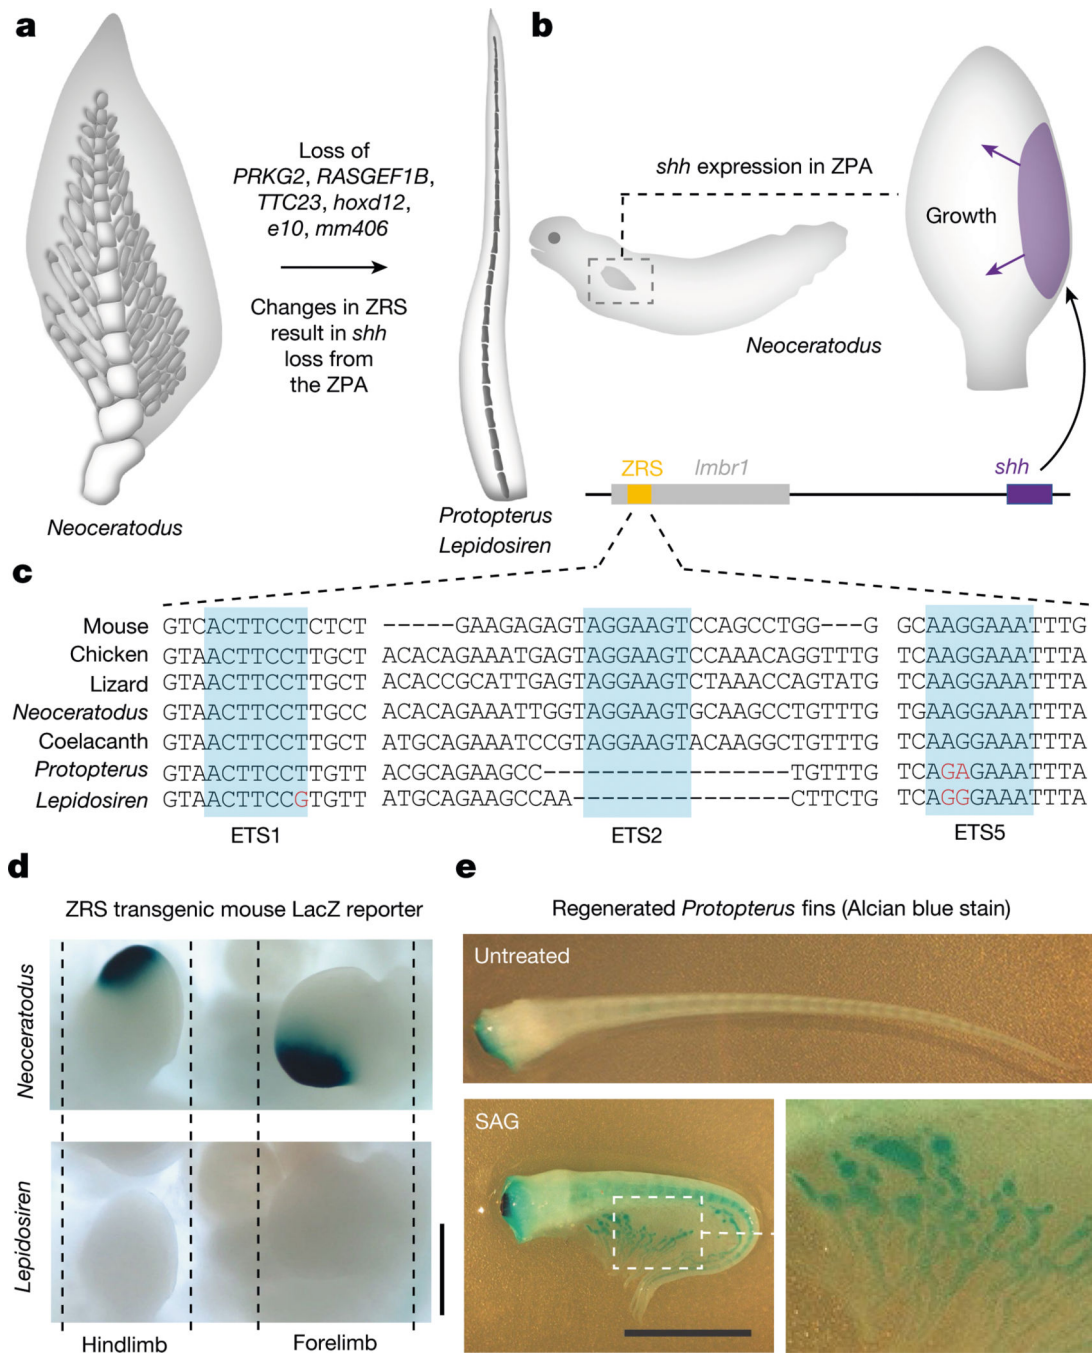 a
Loss of
PRKG2, RASGEF1B,
TTC23, hoxd12,
e10, mm406
Changes in ZRS
result in shh
loss from
the ZPA
Neoceratodus
Protopterus
Lepidosiren
b
shh expression in ZPA
Growth
Neoceratodus
ZRS
lmbr1
shh
c
Mouse GTCACTTCCTCTCT -----GAAGAGAGTAGGAAGTCCAGCCTGG---G GCAAGGAAATTTG
Chicken GTAACTTCCTTGCT ACACAGAAATGAGTAGGAAGTCCAAACAGGTTTG TCAAGGAAATTTA
Lizard GTAACTTCCTTGCT ACACCGCATTGAGTAGGAAGTCTAAACCAGTATG TCAAGGAAATTTA
Neoceratodus GTAACTTCCTTGCC ACACAGAAATTGGTAGGAAGTGCAAGCCTGTTTG TGAAGGAAATTTA
Coelacanth GTAACTTCCTTGCT ATGCAGAAATCCGTAGGAAGTACAAGGCTGTTTG TCAAGGAAATTTA
Protopterus GTAACTTCCTTGTT ACGCAGAAGCC-----------------TGTTTG TCAGAGAAATTTA
Lepidosiren GTAACTTCCGTGTT ATGCAGAAGCCAA---------------CTTCTG TCAGGGAAATTTA
ETS1
ETS2
ETS5
d
ZRS transgenic mouse LacZ reporter
Neoceratodus
Lepidosiren
Hindlimb
Forelimb
e
Regenerated Protopterus fins (Alcian blue stain)
Untreated
SAG